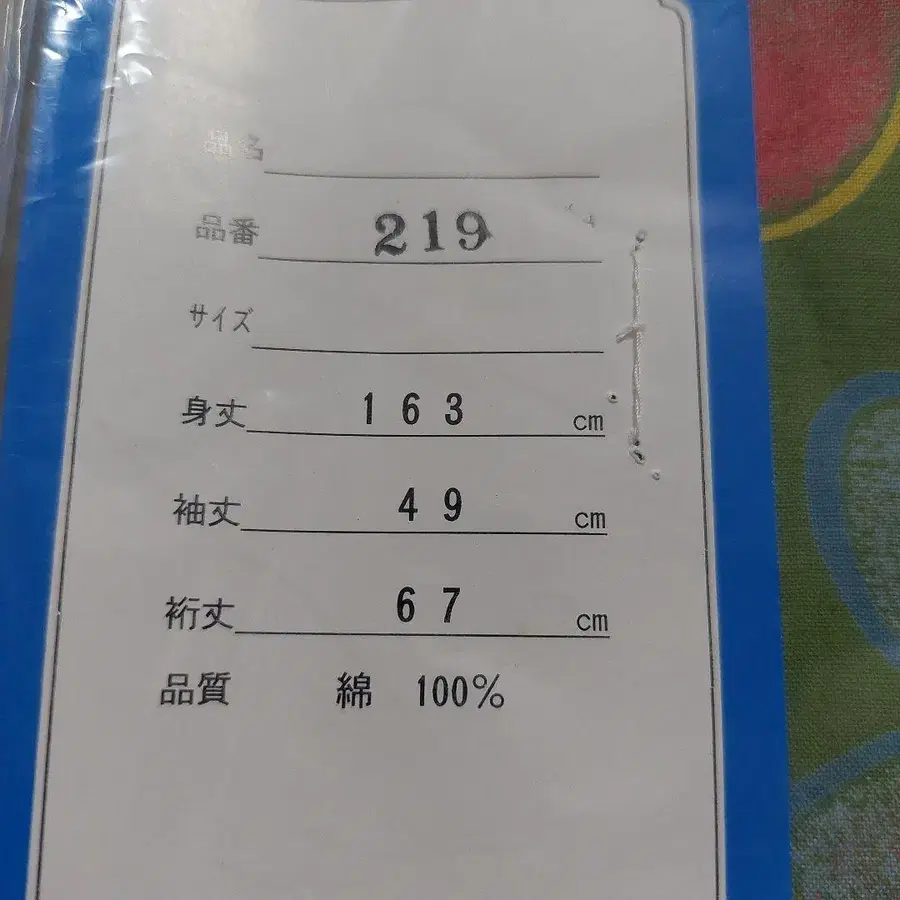 品名
品番 219
サイズ
身丈 163 cm
袖丈 49 cm
裄丈 67 cm
品質 綿 100%